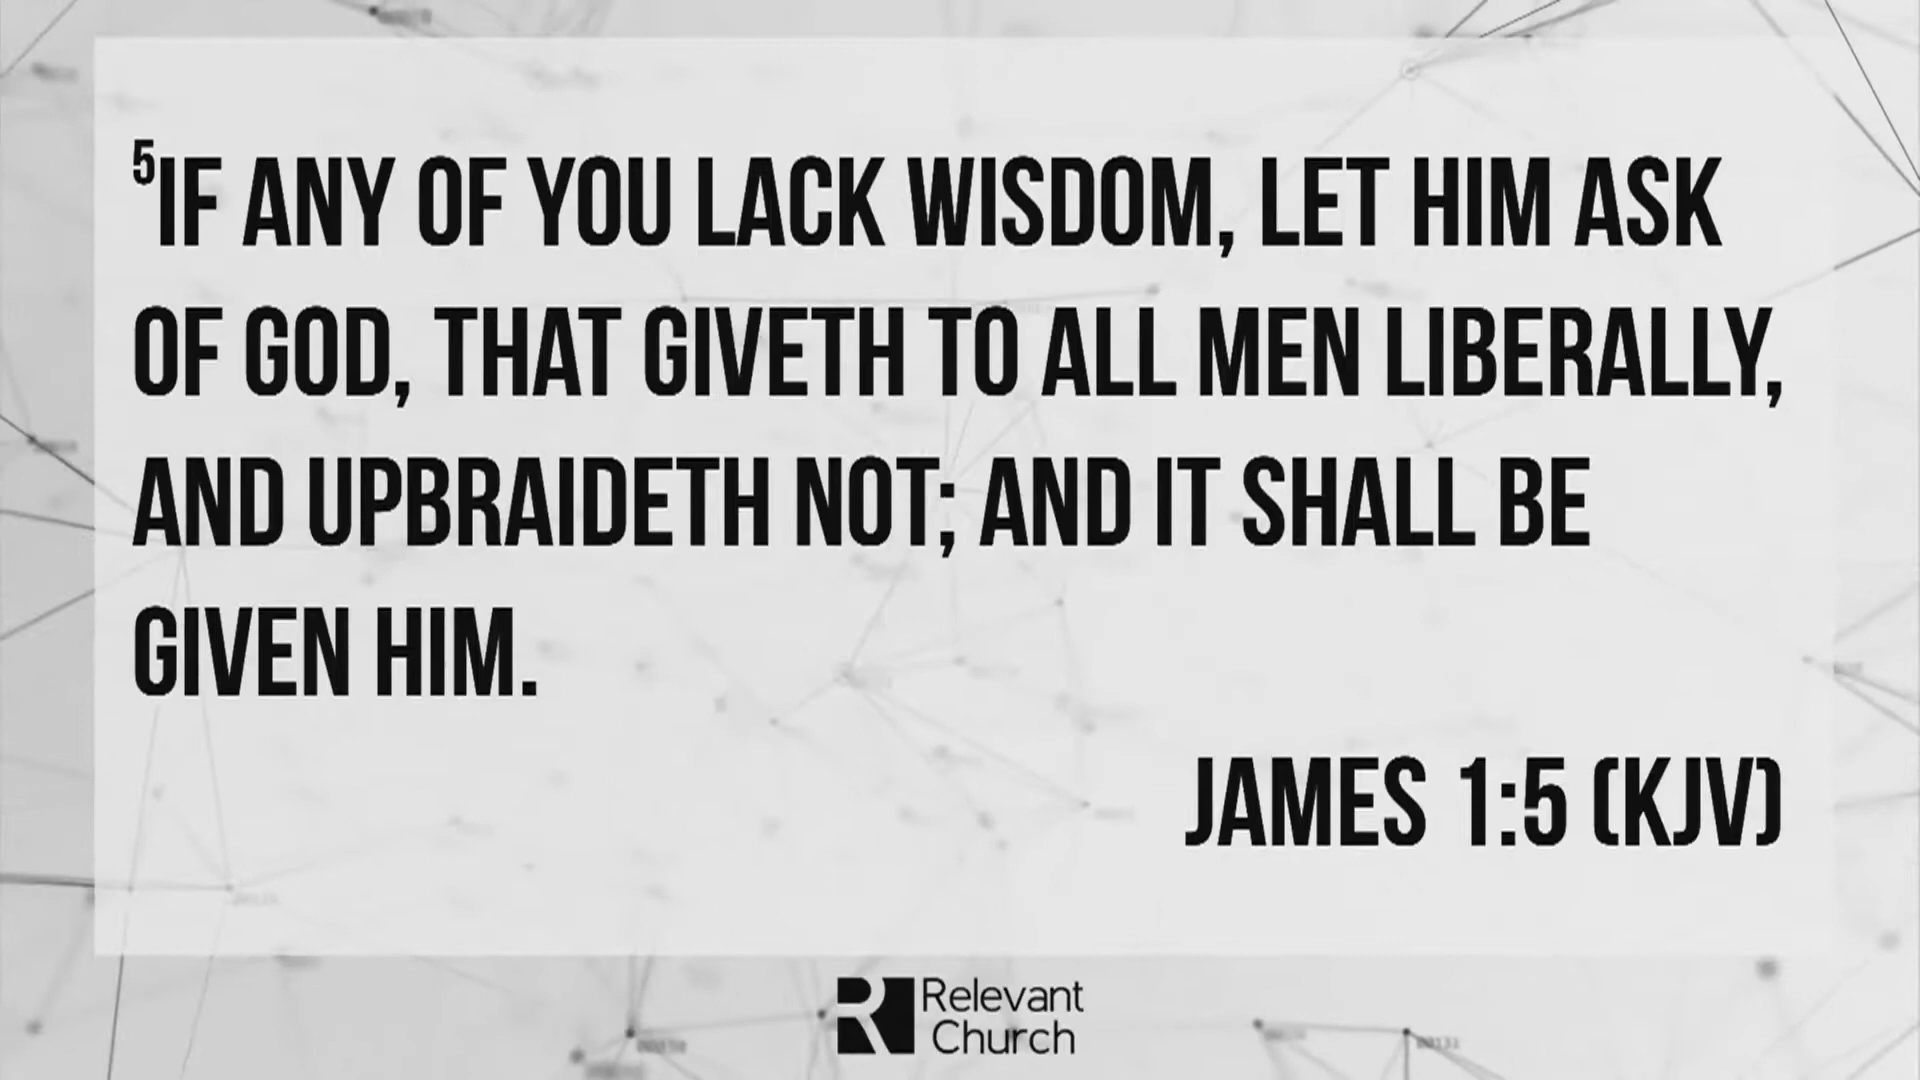 ⁵IF ANY OF YOU LACK WISDOM, LET HIM ASK
OF GOD, THAT GIVETH TO ALL MEN LIBERALLY,
AND UPBRAIDETH NOT; AND IT SHALL BE
GIVEN HIM.
JAMES 1:5 (KJV)
Relevant
Church